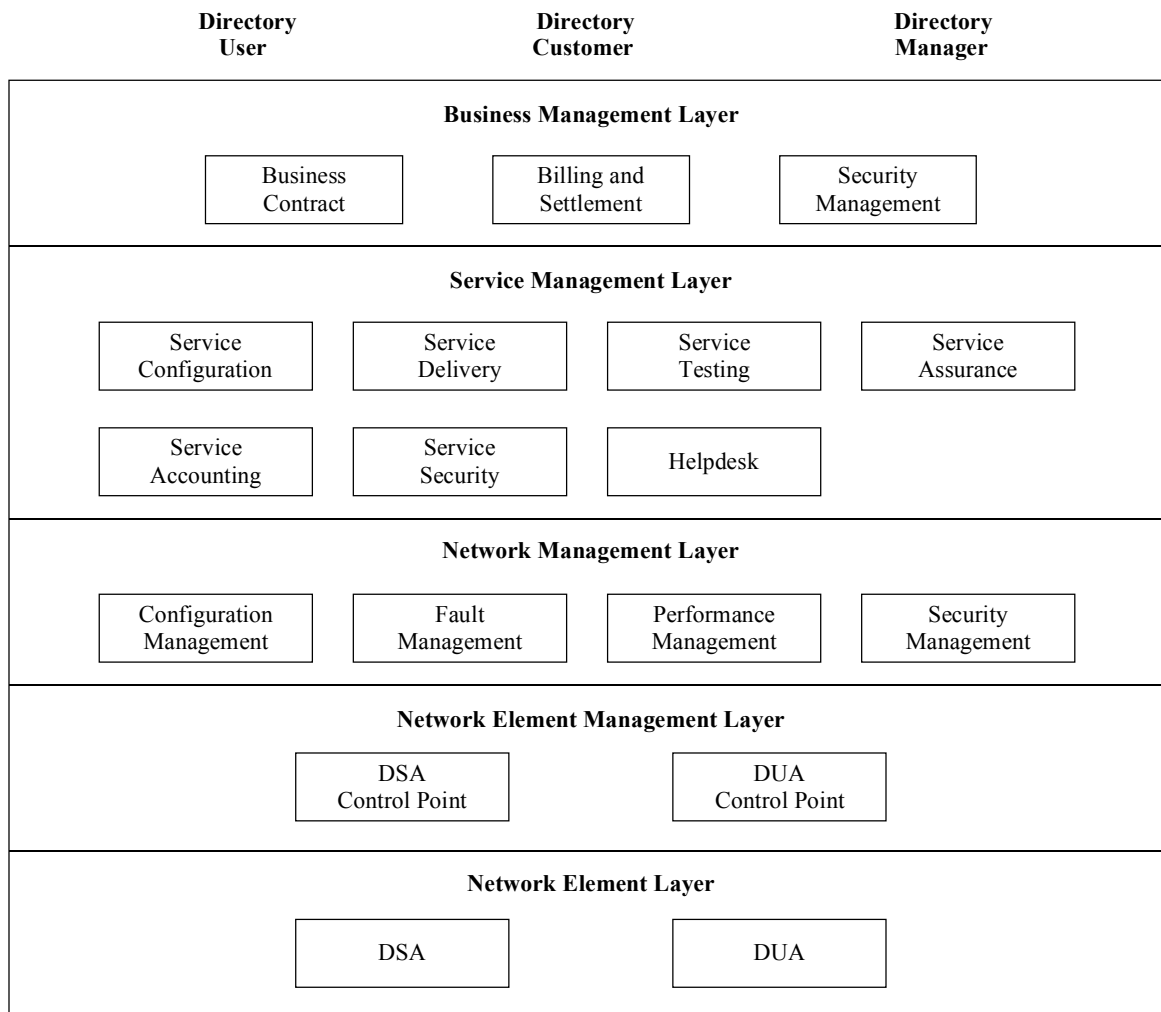 Directory
User
Directory
Customer
Directory
Manager
Business Management Layer
Business
Contract
Billing and
Settlement
Security
Management
Service Management Layer
Service
Configuration
Service
Delivery
Service
Testing
Service
Assurance
Service
Accounting
Service
Security
Helpdesk
Network Management Layer
Configuration
Management
Fault
Management
Performance
Management
Security
Management
Network Element Management Layer
DSA
Control Point
DUA
Control Point
Network Element Layer
DSA
DUA